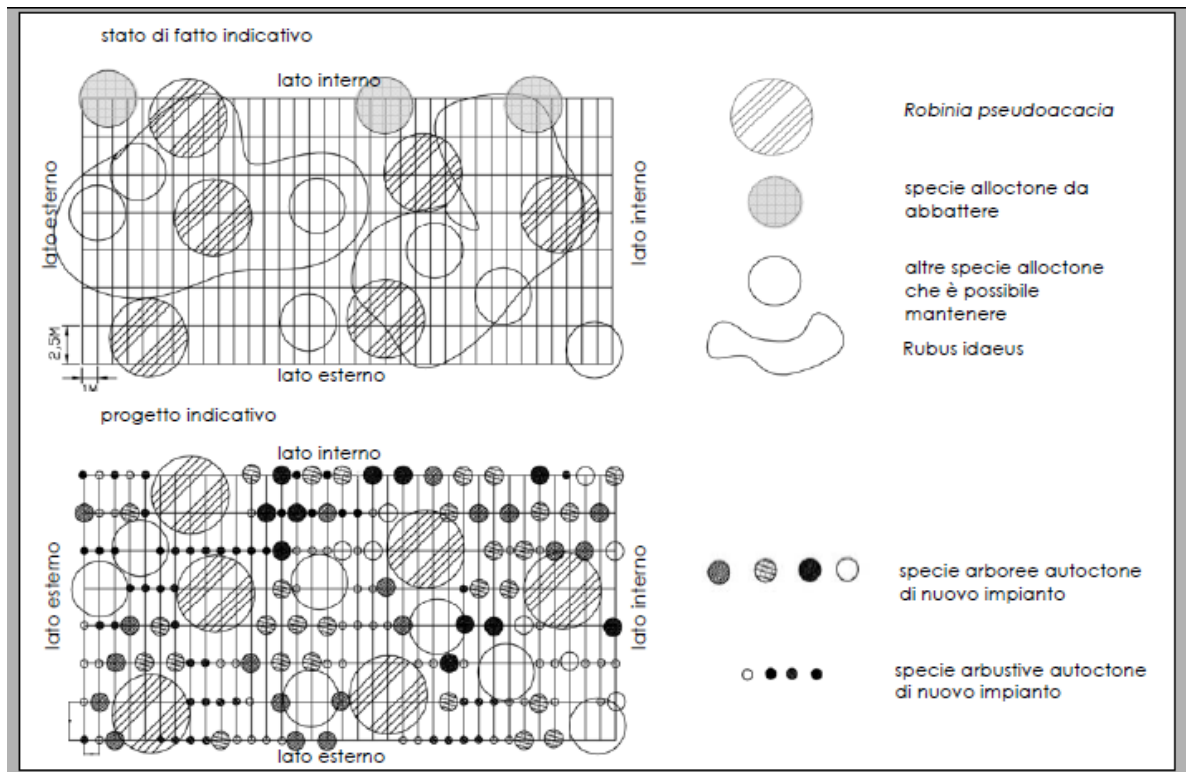 stato di fatto indicativo
lato interno
lato esterno
lato interno
2,5M
1M
lato esterno
Robinia pseudoacacia
specie alloctone da
abbattere
altre specie alloctone
che è possibile
mantenere
Rubus idaeus
progetto indicativo
lato interno
lato esterno
lato interno
lato esterno
specie arboree autoctone
di nuovo impianto
specie arbustive autoctone
di nuovo impianto